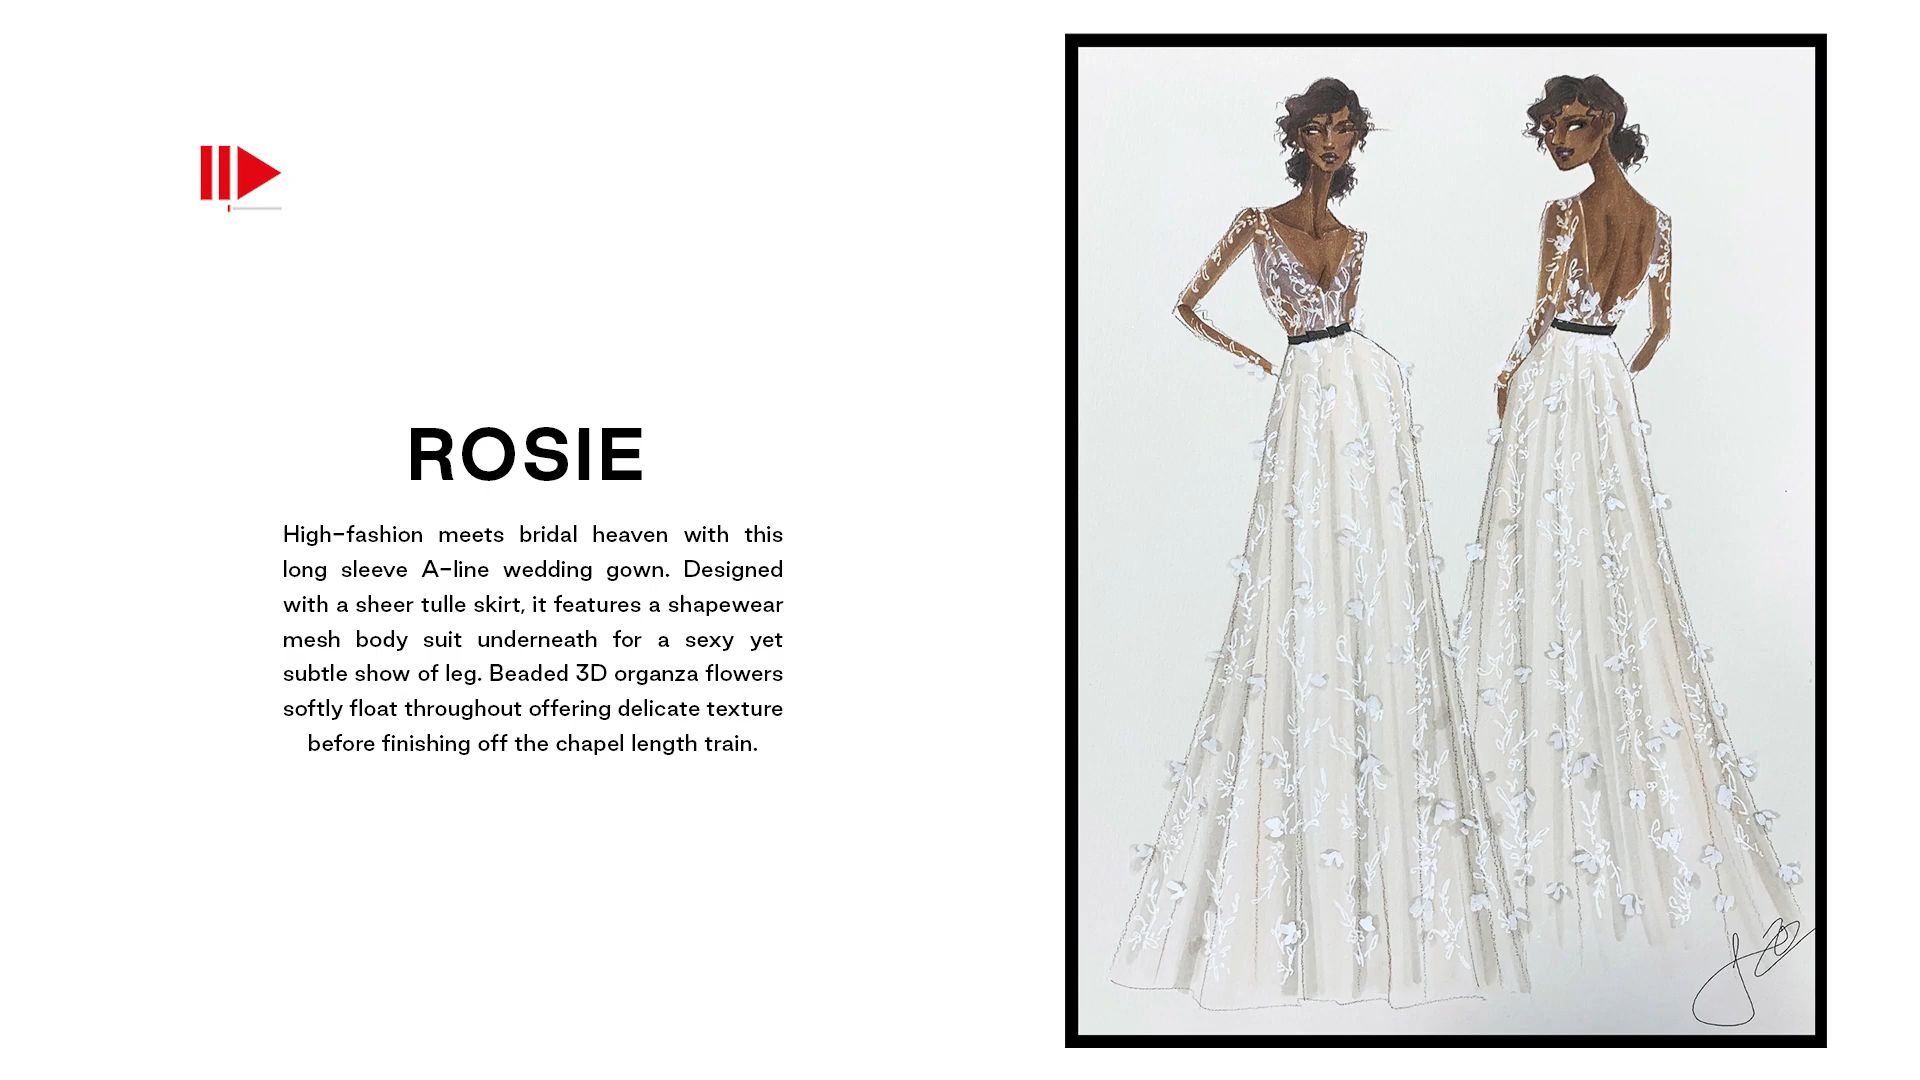 ROSIE
High-fashion meets bridal heaven with this
long sleeve A-line wedding gown. Designed
with a sheer tulle skirt, it features a shapewear
mesh body suit underneath for a sexy yet
subtle show of leg. Beaded 3D organza flowers
softly float throughout offering delicate texture
before finishing off the chapel length train.